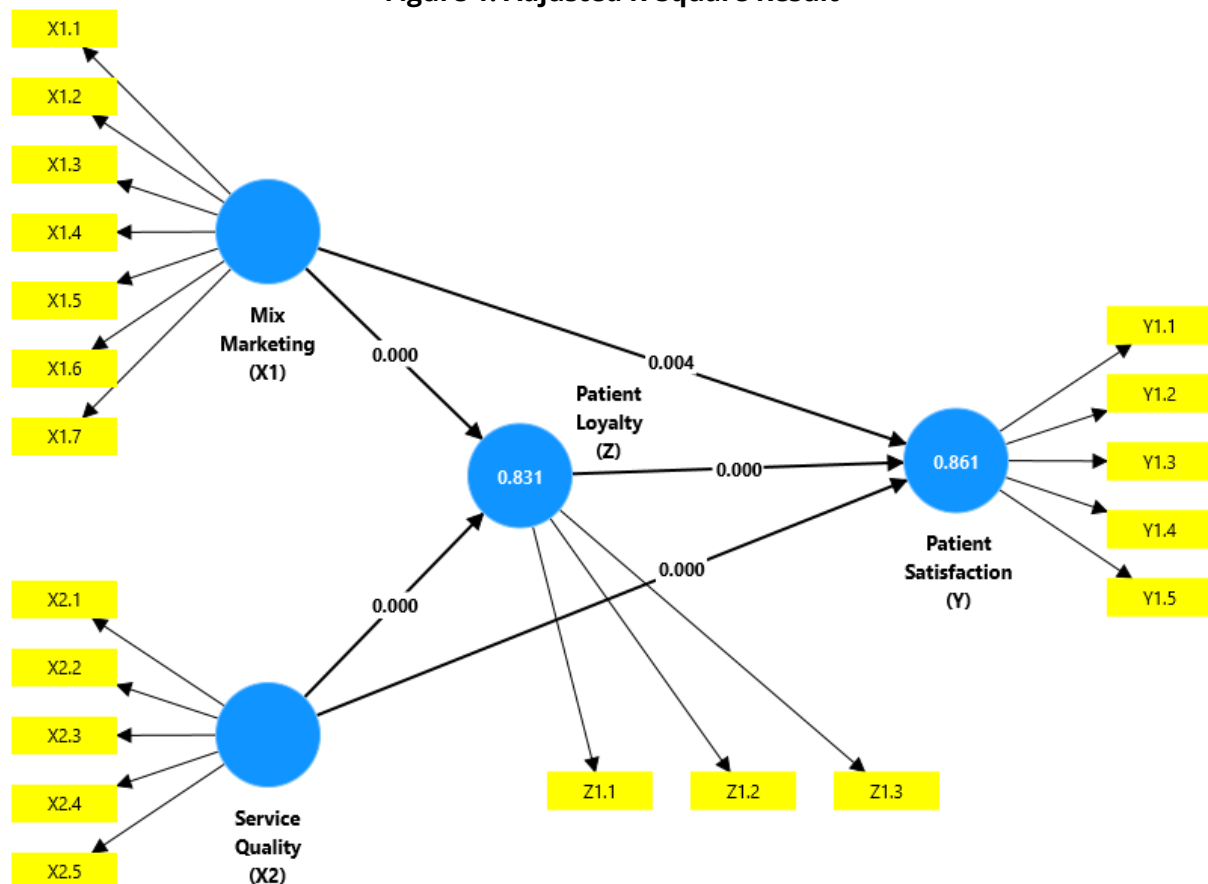 X1.1
X1.2
X1.3
X1.4
X1.5
X1.6
X1.7
Mix
Marketing
(X1)
0.000
0.004
Patient
Loyalty
(Z)
0.831
0.000
0.861
Y1.1
Y1.2
Y1.3
Y1.4
Y1.5
Patient
Satisfaction
(Y)
0.000
0.000
X2.1
X2.2
X2.3
X2.4
X2.5
Service
Quality
(X2)
Z1.1
Z1.2
Z1.3